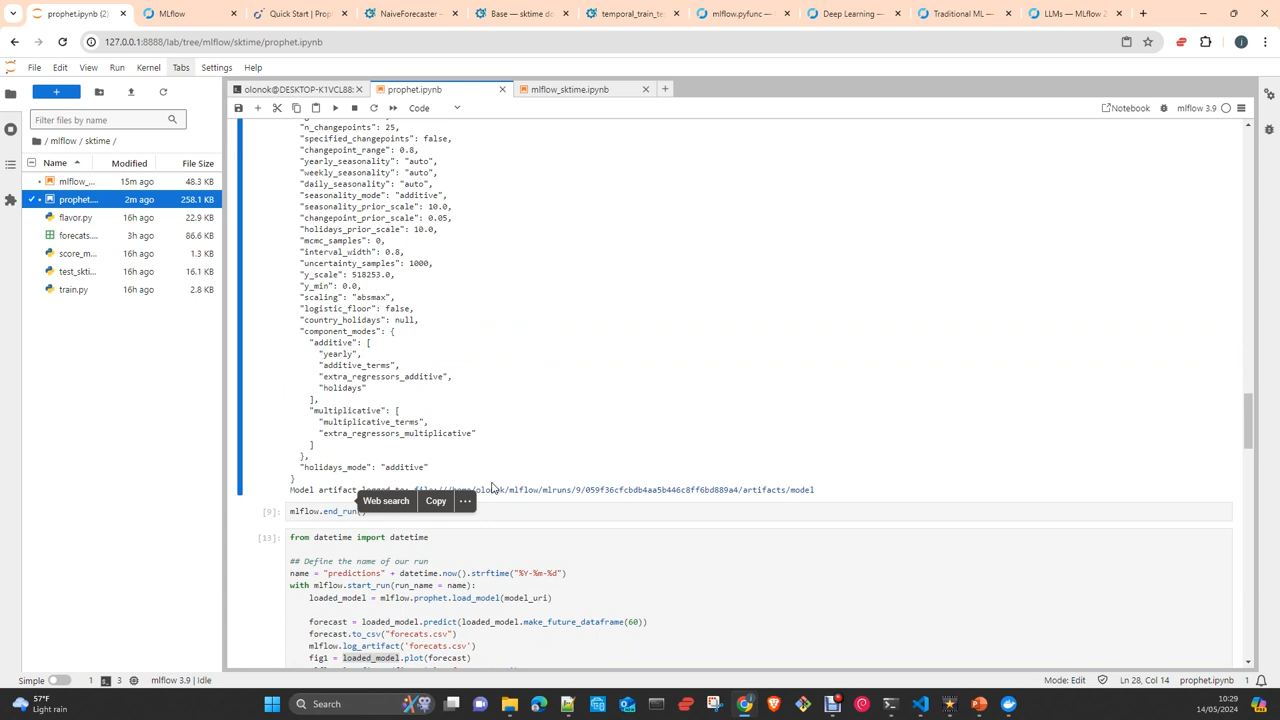 prophet.ipynb (2)
MLflow
Quick Start | Prop
NaiveForecaster —
Base — sktime do
temporal_train_te
mlflow.pyfunc —
Deep Learning —
Traditional ML —
LLMs — MLflow 2
127.0.0.1:8888/lab/tree/mlflow/sktime/prophet.ipynb
File Edit View Run Kernel Tabs Settings Help
olonok@DESKTOP-K1VCL88:
prophet.ipynb
mlflow_sktime.ipynb
Code
Notebook
mlflow 3.9
Filter files by name
/ mlflow / sktime /
Name Modified File Size
mlflow_... 15m ago 48.3 KB
prophet.... 2m ago 258.1 KB
flavor.py 16h ago 22.9 KB
forecats.... 3h ago 86.6 KB
score_m... 16h ago 1.3 KB
test_skti... 16h ago 16.1 KB
train.py 16h ago 2.8 KB
"n_changepoints": 25,
"specified_changepoints": false,
"changepoint_range": 0.8,
"yearly_seasonality": "auto",
"weekly_seasonality": "auto",
"daily_seasonality": "auto",
"seasonality_mode": "additive",
"seasonality_prior_scale": 10.0,
"changepoint_prior_scale": 0.05,
"holidays_prior_scale": 10.0,
"mcmc_samples": 0,
"interval_width": 0.8,
"uncertainty_samples": 1000,
"y_scale": 518253.0,
"y_min": 0.0,
"scaling": "absmax",
"logistic_floor": false,
"country_holidays": null,
"component_modes": {
"additive": [
"yearly",
"additive_terms",
"extra_regressors_additive",
"holidays"
],
"multiplicative": [
"multiplicative_terms",
"extra_regressors_multiplicative"
]
},
"holidays_mode": "additive"
}
Model artifact logged to: file:///home/olonok/mlflow/mlruns/9/059f36cfcbdb4aa5b446c8ff6bd889a4/artifacts/model
Web search Copy ...
[9]: mlflow.end_run()
[13]: from datetime import datetime
## Define the name of our run
name = "predictions" + datetime.now().strftime("%Y-%m-%d")
with mlflow.start_run(run_name = name):
loaded_model = mlflow.prophet.load_model(model_uri)
forecast = loaded_model.predict(loaded_model.make_future_dataframe(60))
forecast.to_csv("forecats.csv")
mlflow.log_artifact('forecats.csv')
fig1 = loaded_model.plot(forecast)
Simple 1 3 mlflow 3.9 | Idle
Mode: Edit Ln 28, Col 14 prophet.ipynb 1
57°F
Light rain
Search
10:29
14/05/2024